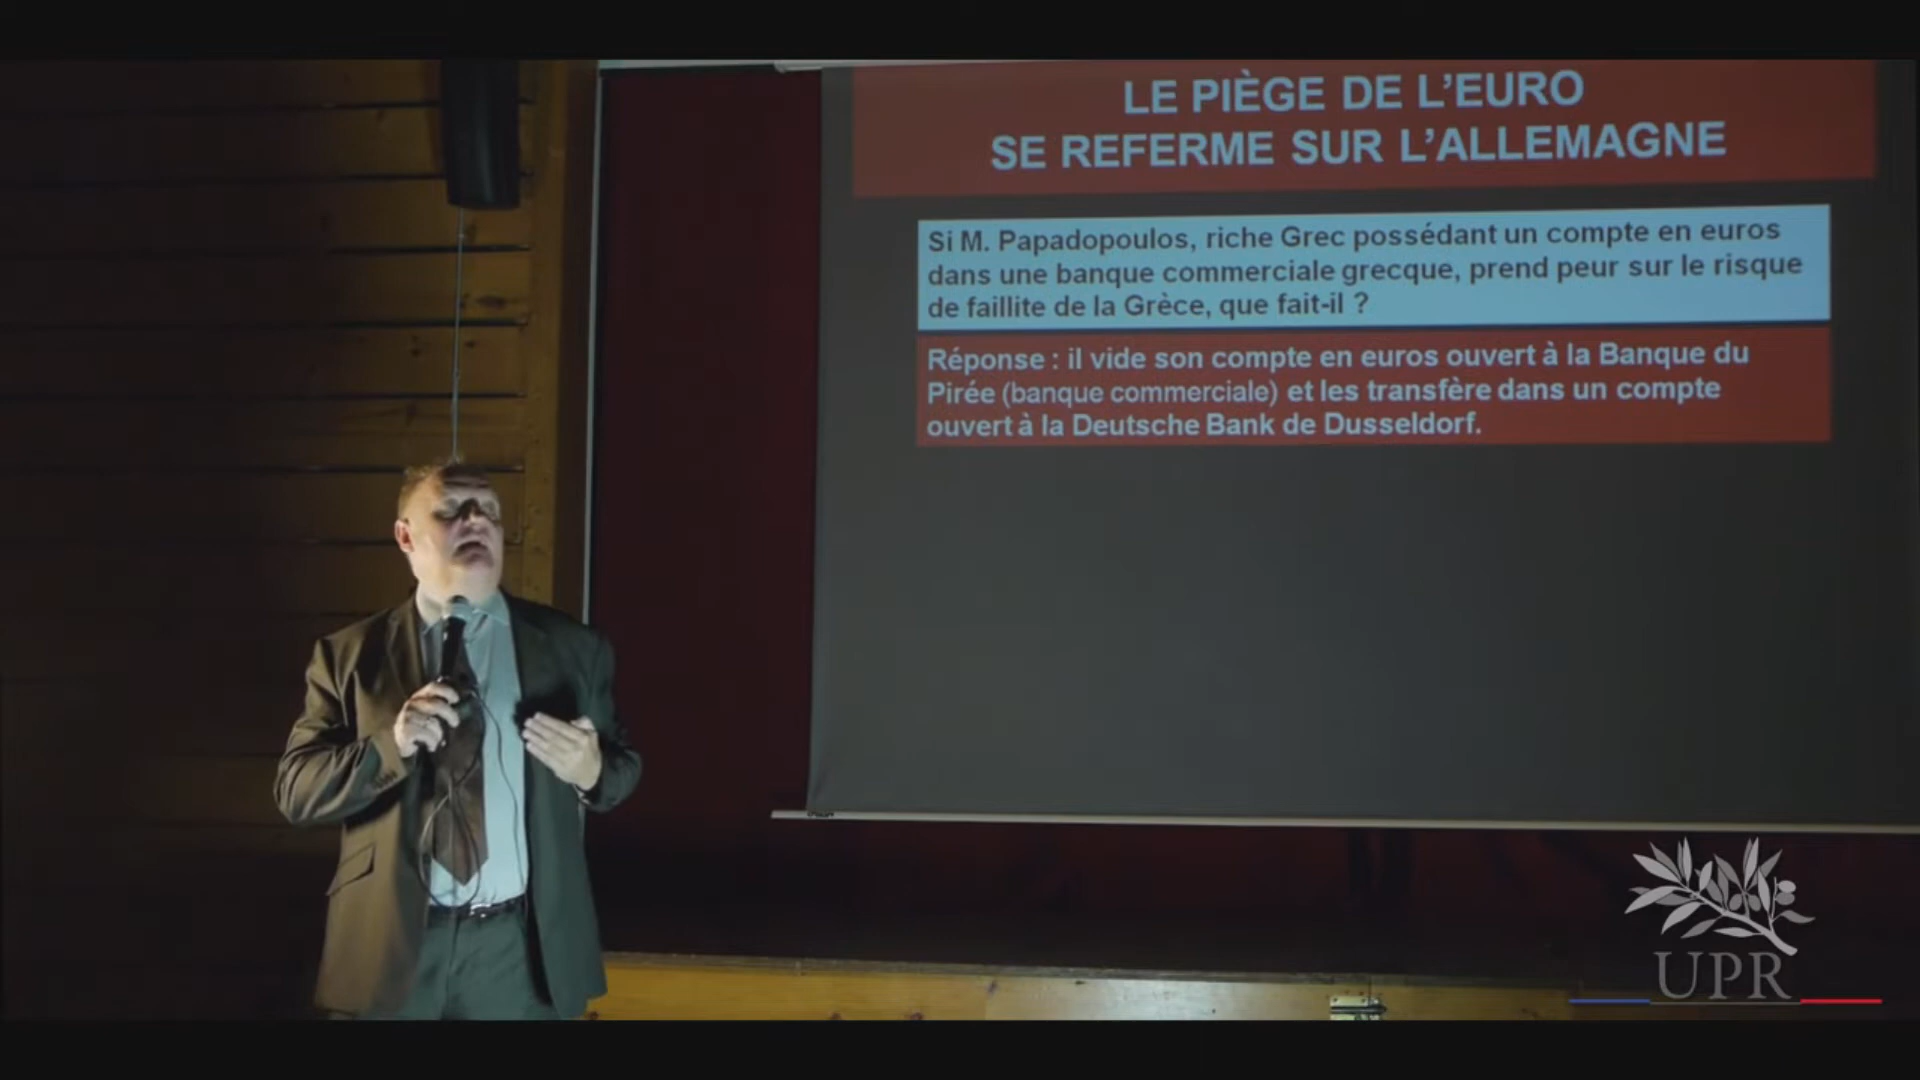 LE PIÈGE DE L'EURO
SE REFERME SUR L'ALLEMAGNE
Si M. Papadopoulos, riche Grec possédant un compte en euros
dans une banque commerciale grecque, prend peur sur le risque
de faillite de la Grèce, que fait-il ?
Réponse : il vide son compte en euros ouvert à la Banque du
Pirée (banque commerciale) et les transfère dans un compte
ouvert à la Deutsche Bank de Dusseldorf.
UPR